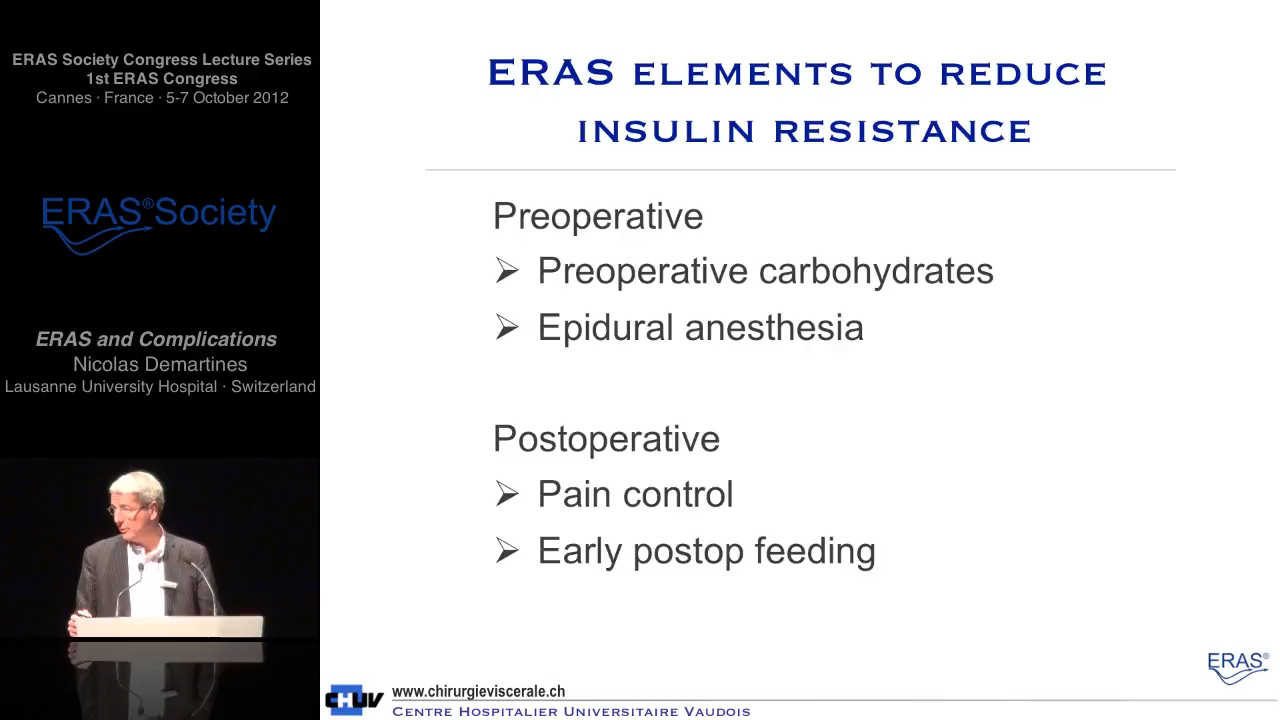 ERAS Society Congress Lecture Series
1st ERAS Congress
Cannes · France · 5-7 October 2012
ERAS®Society
ERAS and Complications
Nicolas Demartines
Lausanne University Hospital · Switzerland
ERAS ELEMENTS TO REDUCE
INSULIN RESISTANCE
Preoperative
➢ Preoperative carbohydrates
➢ Epidural anesthesia
Postoperative
➢ Pain control
➢ Early postop feeding
ERAS®
CHUV
www.chirurgieviscerale.ch
CENTRE HOSPITALIER UNIVERSITAIRE VAUDOIS